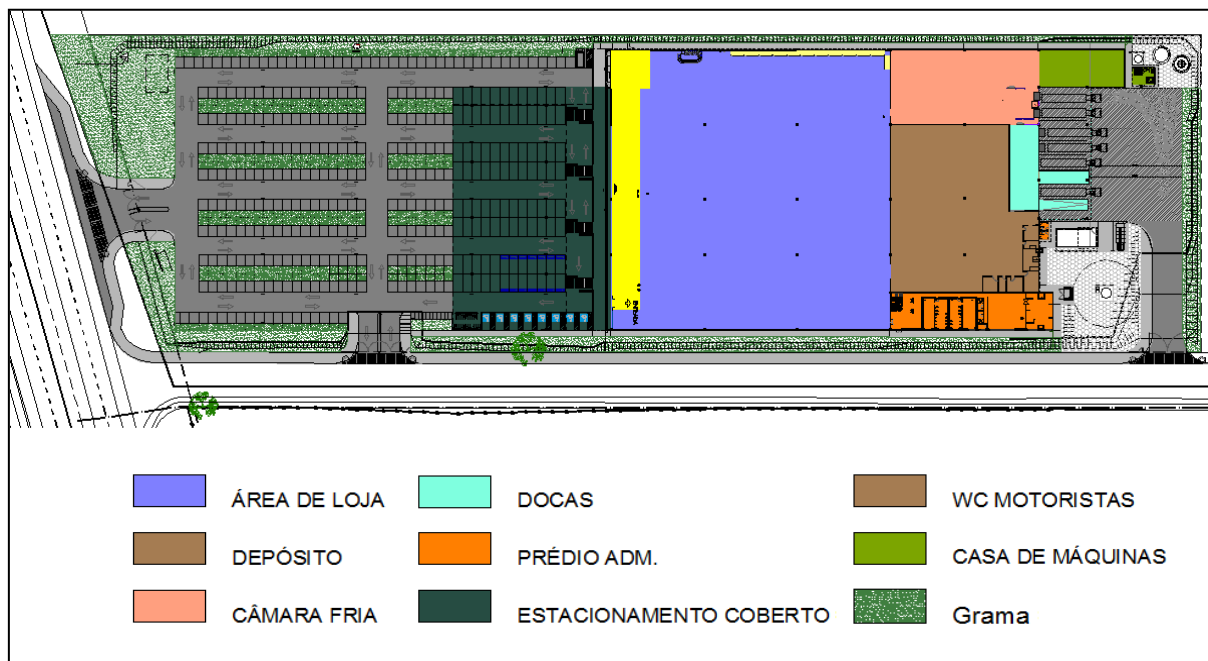 ÁREA DE LOJA
DOCAS
WC MOTORISTAS
DEPÓSITO
PRÉDIO ADM.
CASA DE MÁQUINAS
CÂMARA FRIA
ESTACIONAMENTO COBERTO
Grama